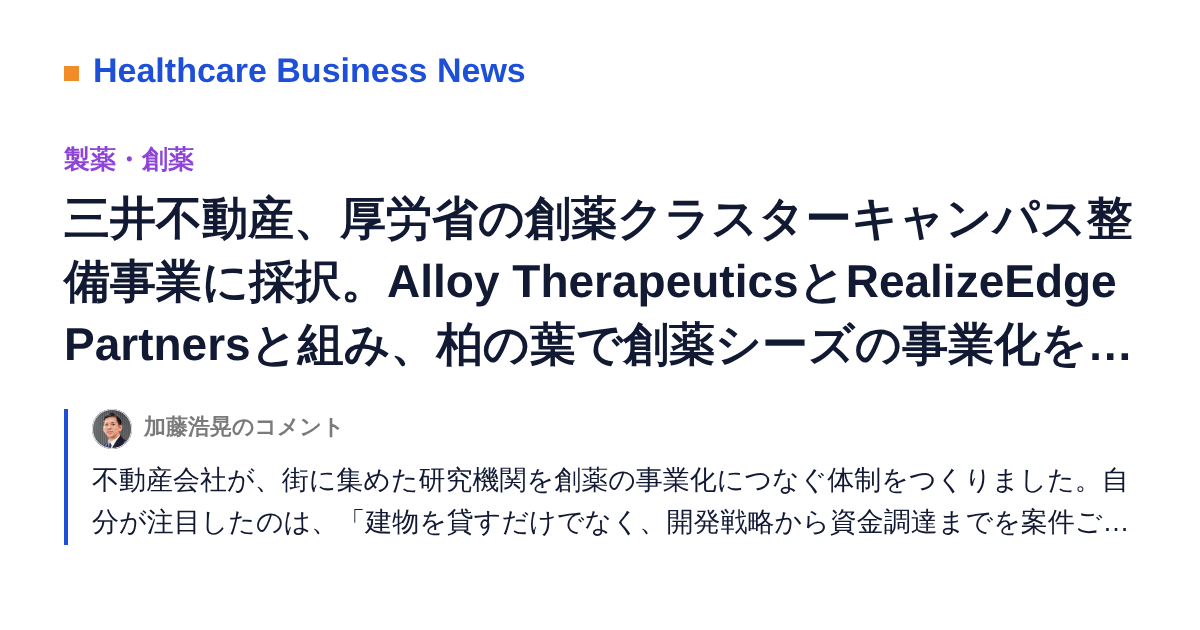 Healthcare Business News
製薬・創薬
三井不動産、厚労省の創薬クラスターキャンパス整
備事業に採択。Alloy TherapeuticsとRealizeEdge
Partnersと組み、柏の葉で創薬シーズの事業化を…
加藤浩晃のコメント
不動産会社が、街に集めた研究機関を創薬の事業化につなぐ体制をつくりました。自
分が注目したのは、「建物を貸すだけでなく、開発戦略から資金調達までを案件ご…